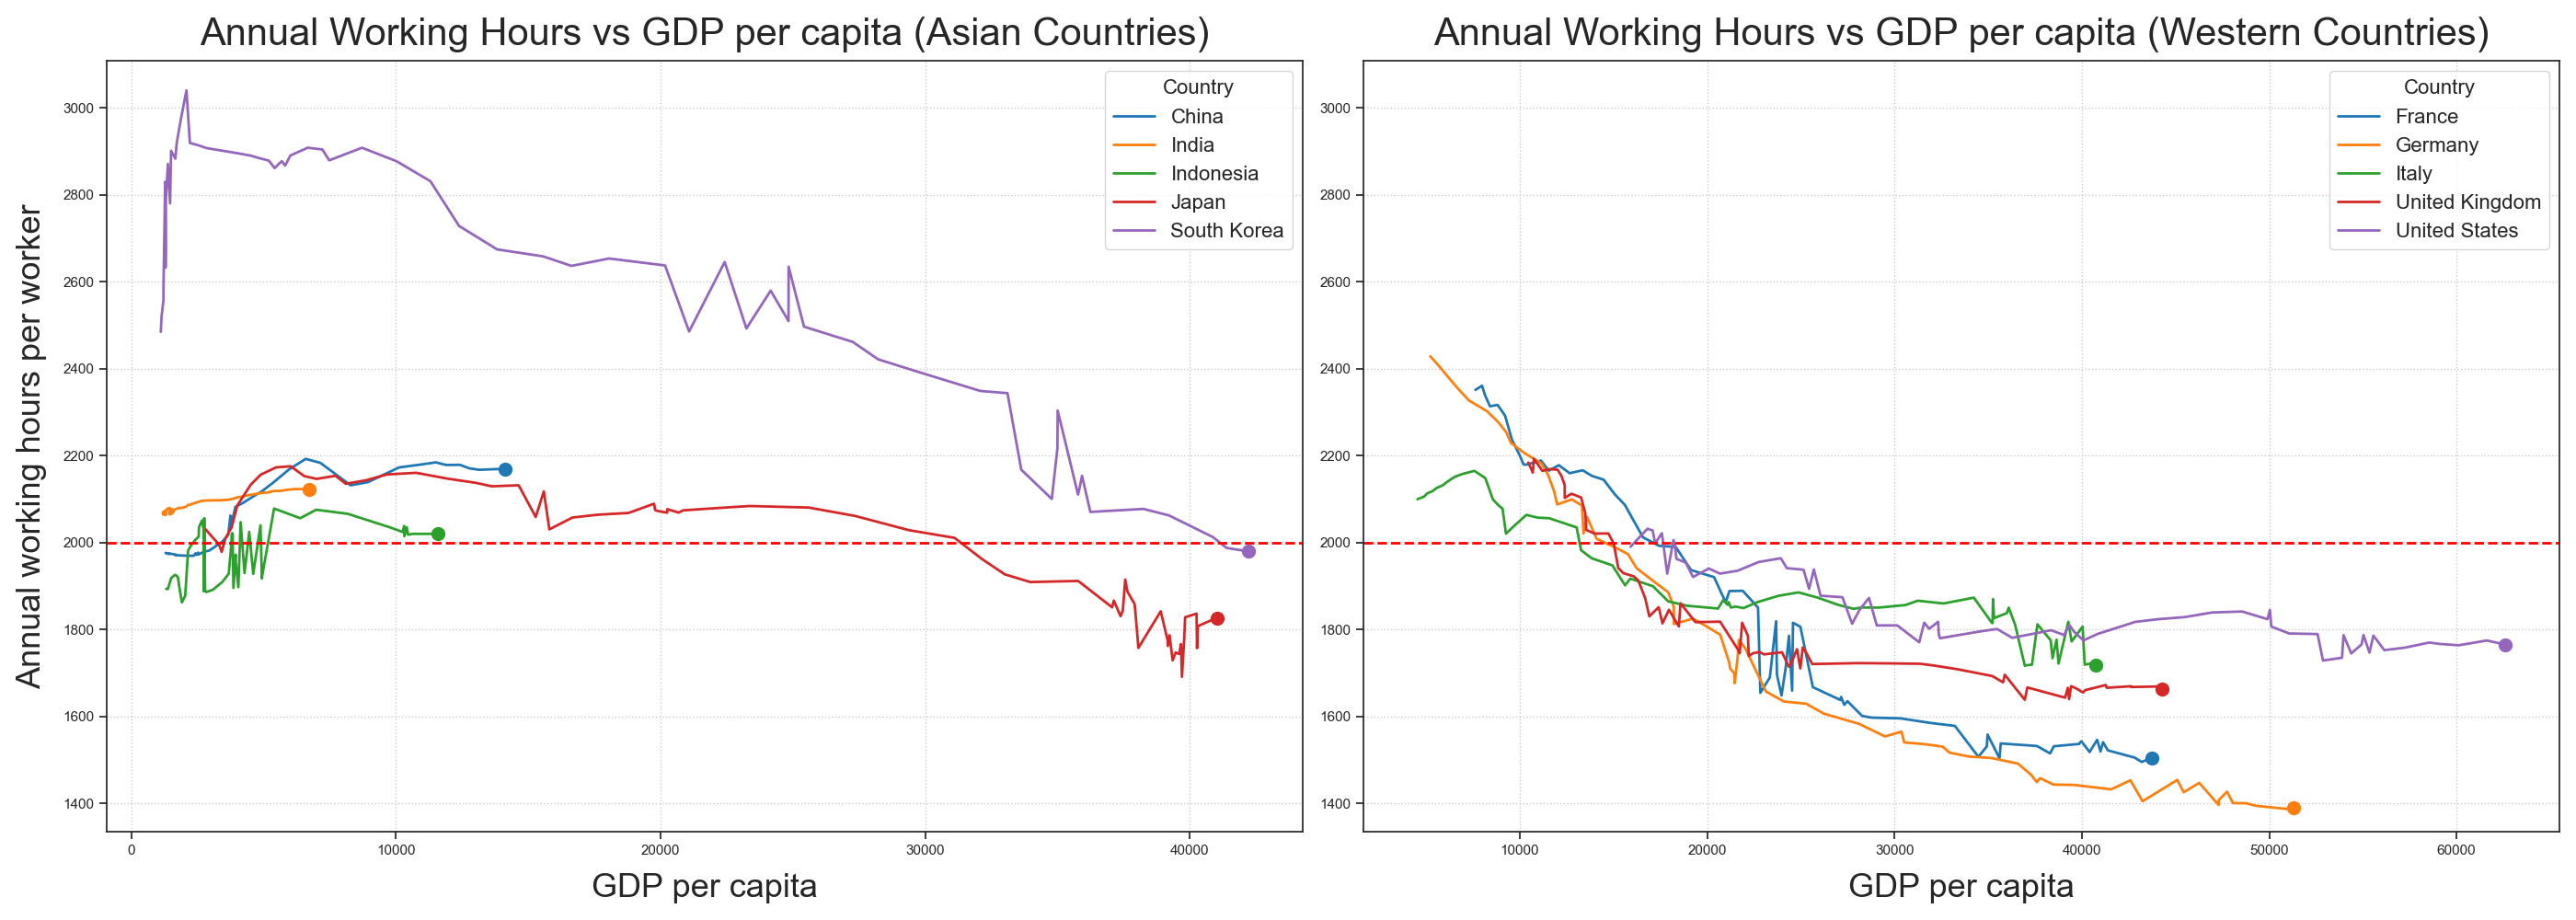 Annual Working Hours vs GDP per capita (Asian Countries)
Annual working hours per worker
3000
2800
2600
2400
2200
2000
1800
1600
1400
Country
China
India
Indonesia
Japan
South Korea
0
10000
20000
30000
40000
GDP per capita
Annual Working Hours vs GDP per capita (Western Countries)
3000
2800
2600
2400
2200
2000
1800
1600
1400
Country
France
Germany
Italy
United Kingdom
United States
10000
20000
30000
40000
50000
60000
GDP per capita